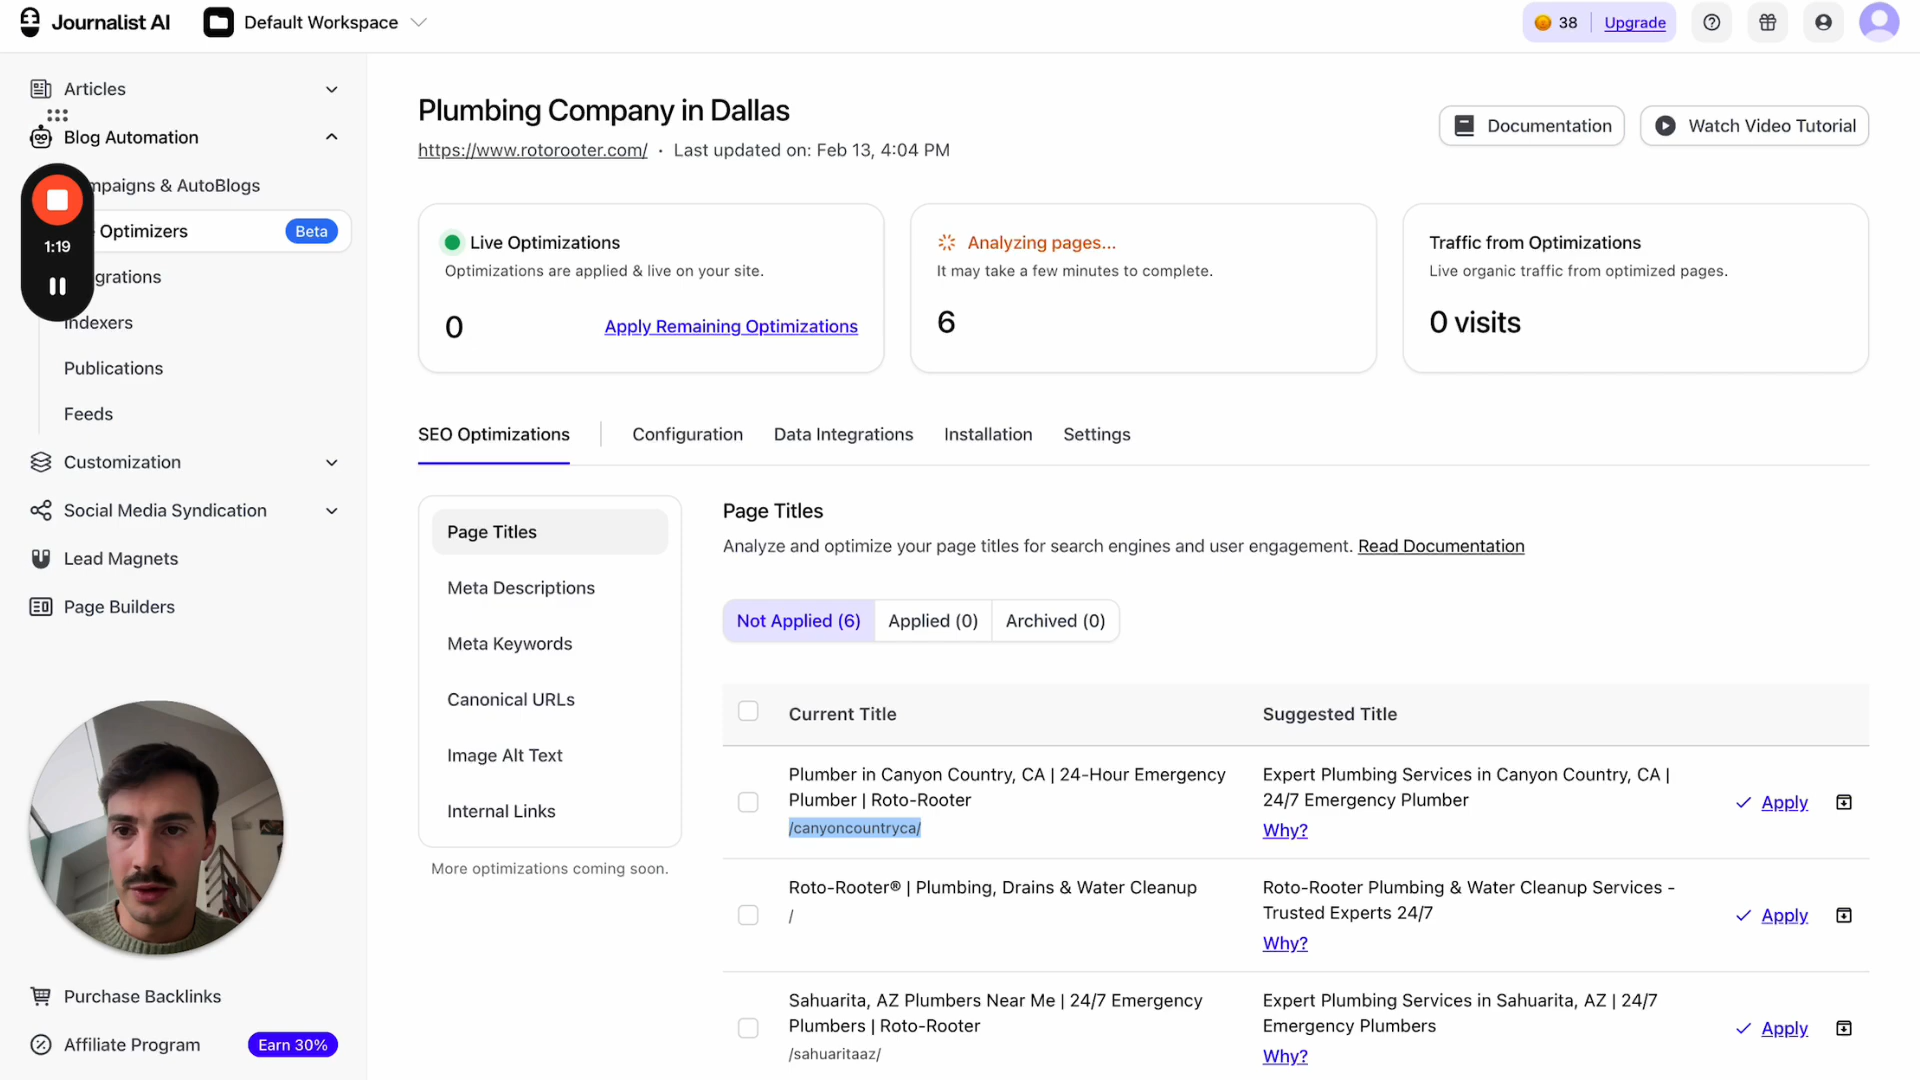 Journalist AI
Default Workspace
38
Upgrade
Articles
Blog Automation
mpaigns & AutoBlogs
Optimizers
Beta
1:19
grations
Indexers
Publications
Feeds
Customization
Social Media Syndication
Lead Magnets
Page Builders
Purchase Backlinks
Affiliate Program
Earn 30%
Plumbing Company in Dallas
https://www.rotorooter.com/ · Last updated on: Feb 13, 4:04 PM
Documentation
Watch Video Tutorial
Live Optimizations
Optimizations are applied & live on your site.
0
Apply Remaining Optimizations
Analyzing pages...
It may take a few minutes to complete.
6
Traffic from Optimizations
Live organic traffic from optimized pages.
0 visits
SEO Optimizations
Configuration
Data Integrations
Installation
Settings
Page Titles
Meta Descriptions
Meta Keywords
Canonical URLs
Image Alt Text
Internal Links
More optimizations coming soon.
Page Titles
Analyze and optimize your page titles for search engines and user engagement. Read Documentation
Not Applied (6)
Applied (0)
Archived (0)
Current Title
Suggested Title
Plumber in Canyon Country, CA | 24-Hour Emergency
Plumber | Roto-Rooter
/canyoncountryca/
Expert Plumbing Services in Canyon Country, CA |
24/7 Emergency Plumber
Why?
Apply
Roto-Rooter® | Plumbing, Drains & Water Cleanup
/
Roto-Rooter Plumbing & Water Cleanup Services -
Trusted Experts 24/7
Why?
Apply
Sahuarita, AZ Plumbers Near Me | 24/7 Emergency
Plumbers | Roto-Rooter
/sahuaritaaz/
Expert Plumbing Services in Sahuarita, AZ | 24/7
Emergency Plumbers
Why?
Apply